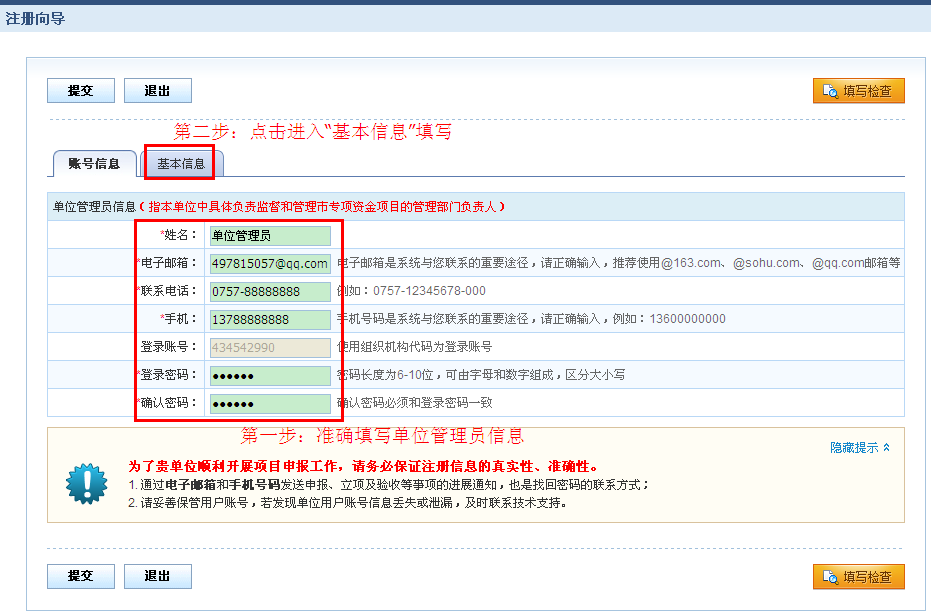 注册向导
提交 退出 填写检查
第二步：点击进入“基本信息”填写
账号信息 基本信息
单位管理员信息（指本单位中具体负责监督和管理市专项资金项目的管理部门负责人）
*姓名： 单位管理员
*电子邮箱： 497815057@qq.com 电子邮箱是系统与您联系的重要途径，请正确输入，推荐使用@163.com、@sohu.com、@qq.com邮箱等
*联系电话： 0757-88888888 例如：0757-12345678-000
*手机： 13788888888 手机号码是系统与您联系的重要途径，请正确输入，例如：13600000000
登录账号： 434542990 使用组织机构代码为登录账号
*登录密码： ●●●●●● 密码长度为6-10位，可由字母和数字组成，区分大小写
*确认密码： ●●●●●● 确认密码必须和登录密码一致
第一步：准确填写单位管理员信息
隐藏提示
为了贵单位顺利开展项目申报工作，请务必保证注册信息的真实性、准确性。
1. 通过电子邮箱和手机号码发送申报、立项及验收等事项的进展通知，也是找回密码的联系方式；
2. 请妥善保管用户账号，若发现单位用户账号信息丢失或泄漏，及时联系技术支持。
提交 退出 填写检查